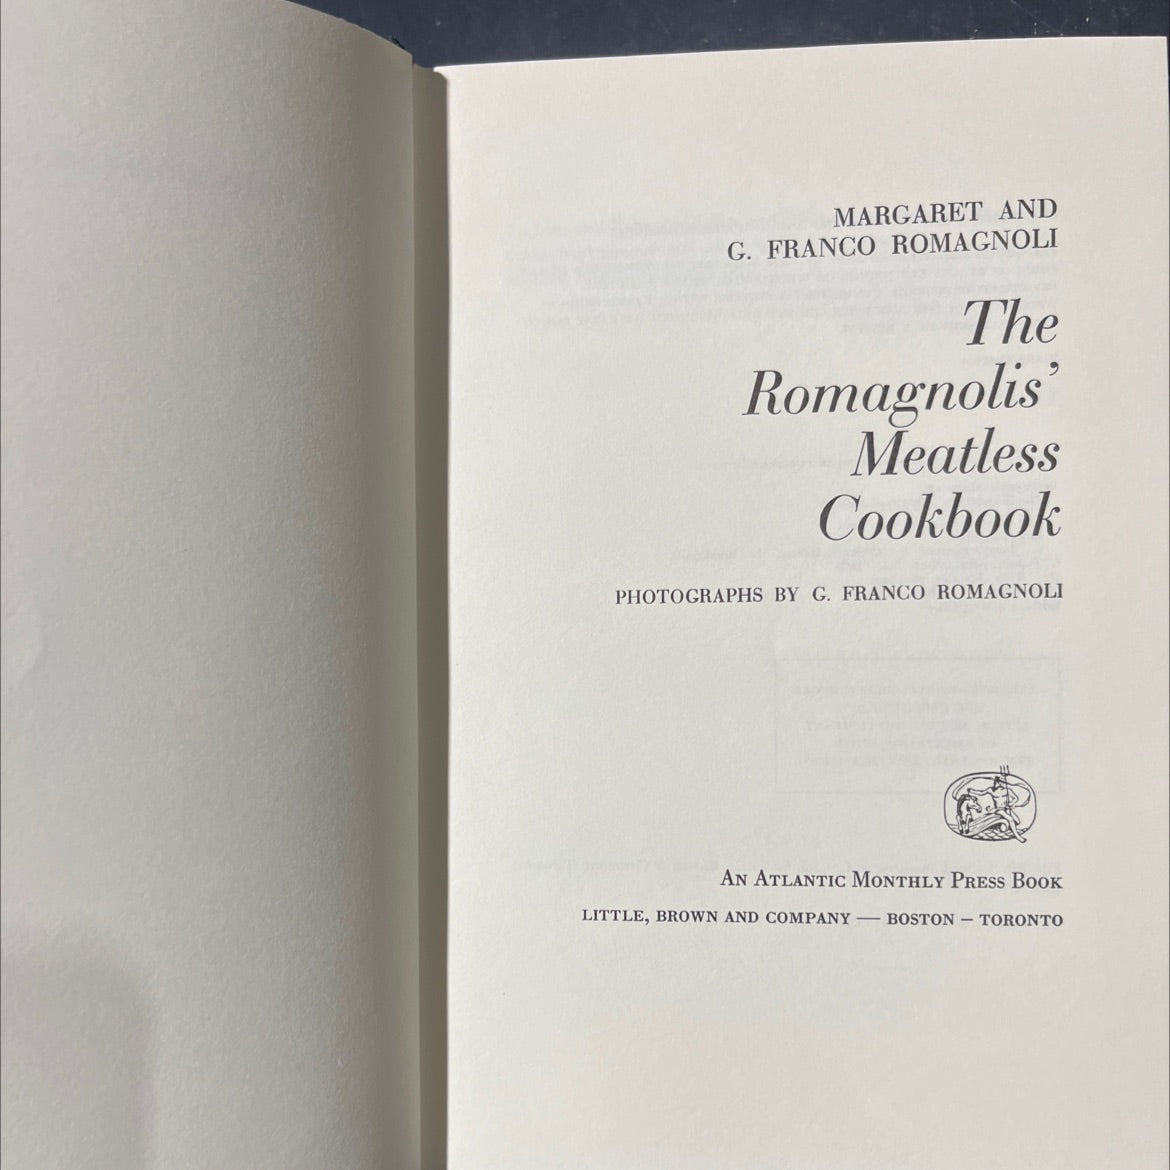 MARGARET AND
G. FRANCO ROMAGNOLI
The
Romagnolis’
Meatless
Cookbook
PHOTOGRAPHS BY G. FRANCO ROMAGNOLI
AN ATLANTIC MONTHLY PRESS BOOK
LITTLE, BROWN AND COMPANY — BOSTON – TORONTO